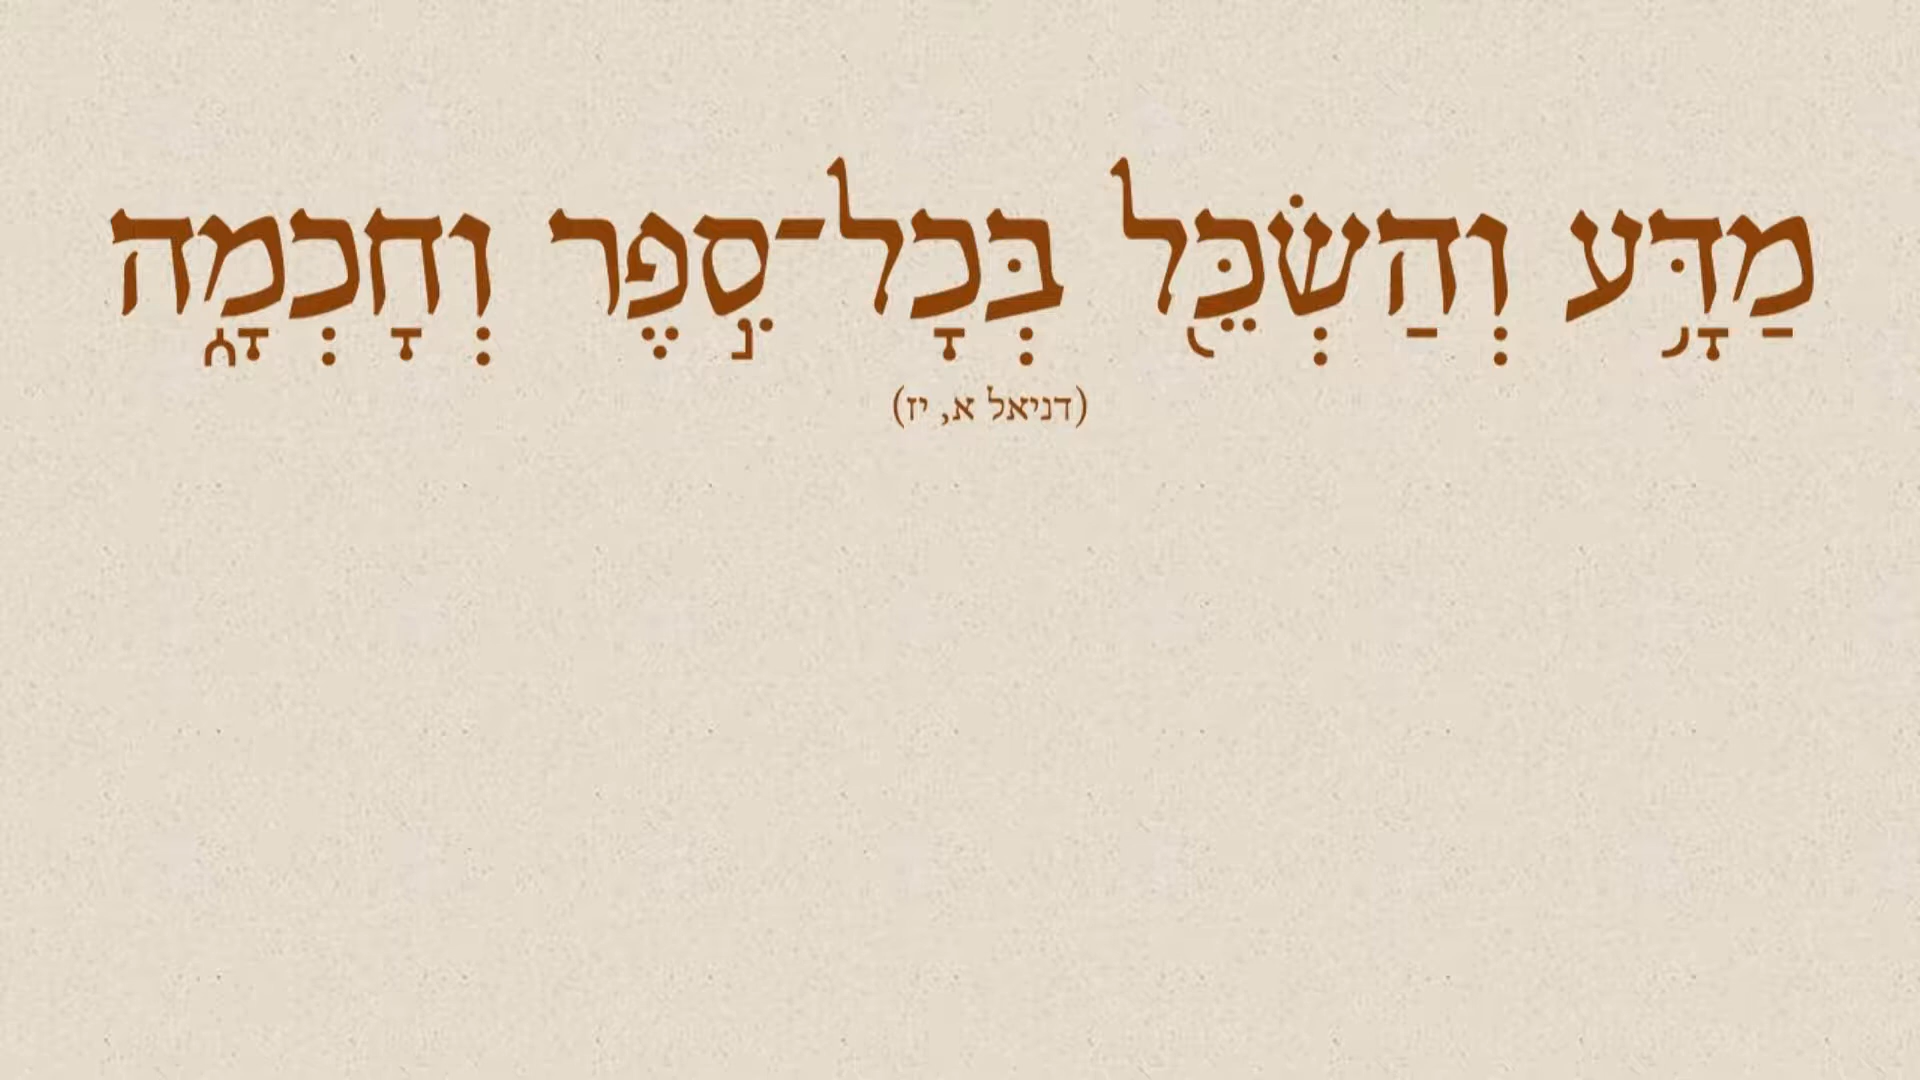 מַדָּ֥ע וְהַשְׂכֵּ֖ל בְּכָל־סֵ֣פֶר וְחָכְמָ֑ה
(דניאל א, יז)